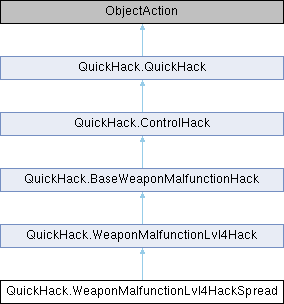 ObjectAction
QuickHack.QuickHack
QuickHack.ControlHack
QuickHack.BaseWeaponMalfunctionHack
QuickHack.WeaponMalfunctionLvl4Hack
QuickHack.WeaponMalfunctionLvl4HackSpread